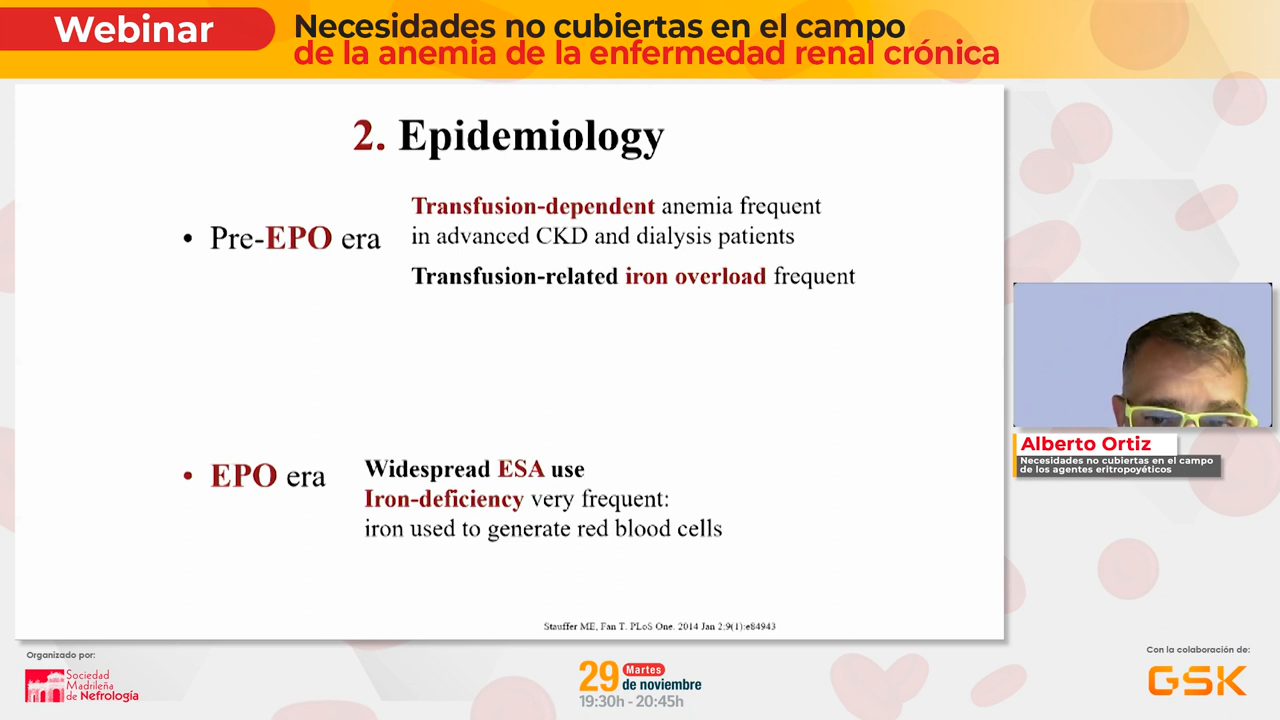 Webinar
Necesidades no cubiertas en el campo
de la anemia de la enfermedad renal crónica
2. Epidemiology
• Pre-EPO era
Transfusion-dependent anemia frequent
in advanced CKD and dialysis patients
Transfusion-related iron overload frequent
• EPO era
Widespread ESA use
Iron-deficiency very frequent:
iron used to generate red blood cells
Stauffer ME, Fan T. PLoS One. 2014 Jan 2;9(1):e84943
Alberto Ortiz
Necesidades no cubiertas en el campo
de los agentes eritropoyéticos
Organizado por:
Sociedad
Madrileña
de Nefrología
29 Martes
de noviembre
19:30h - 20:45h
Con la colaboración de:
GSK